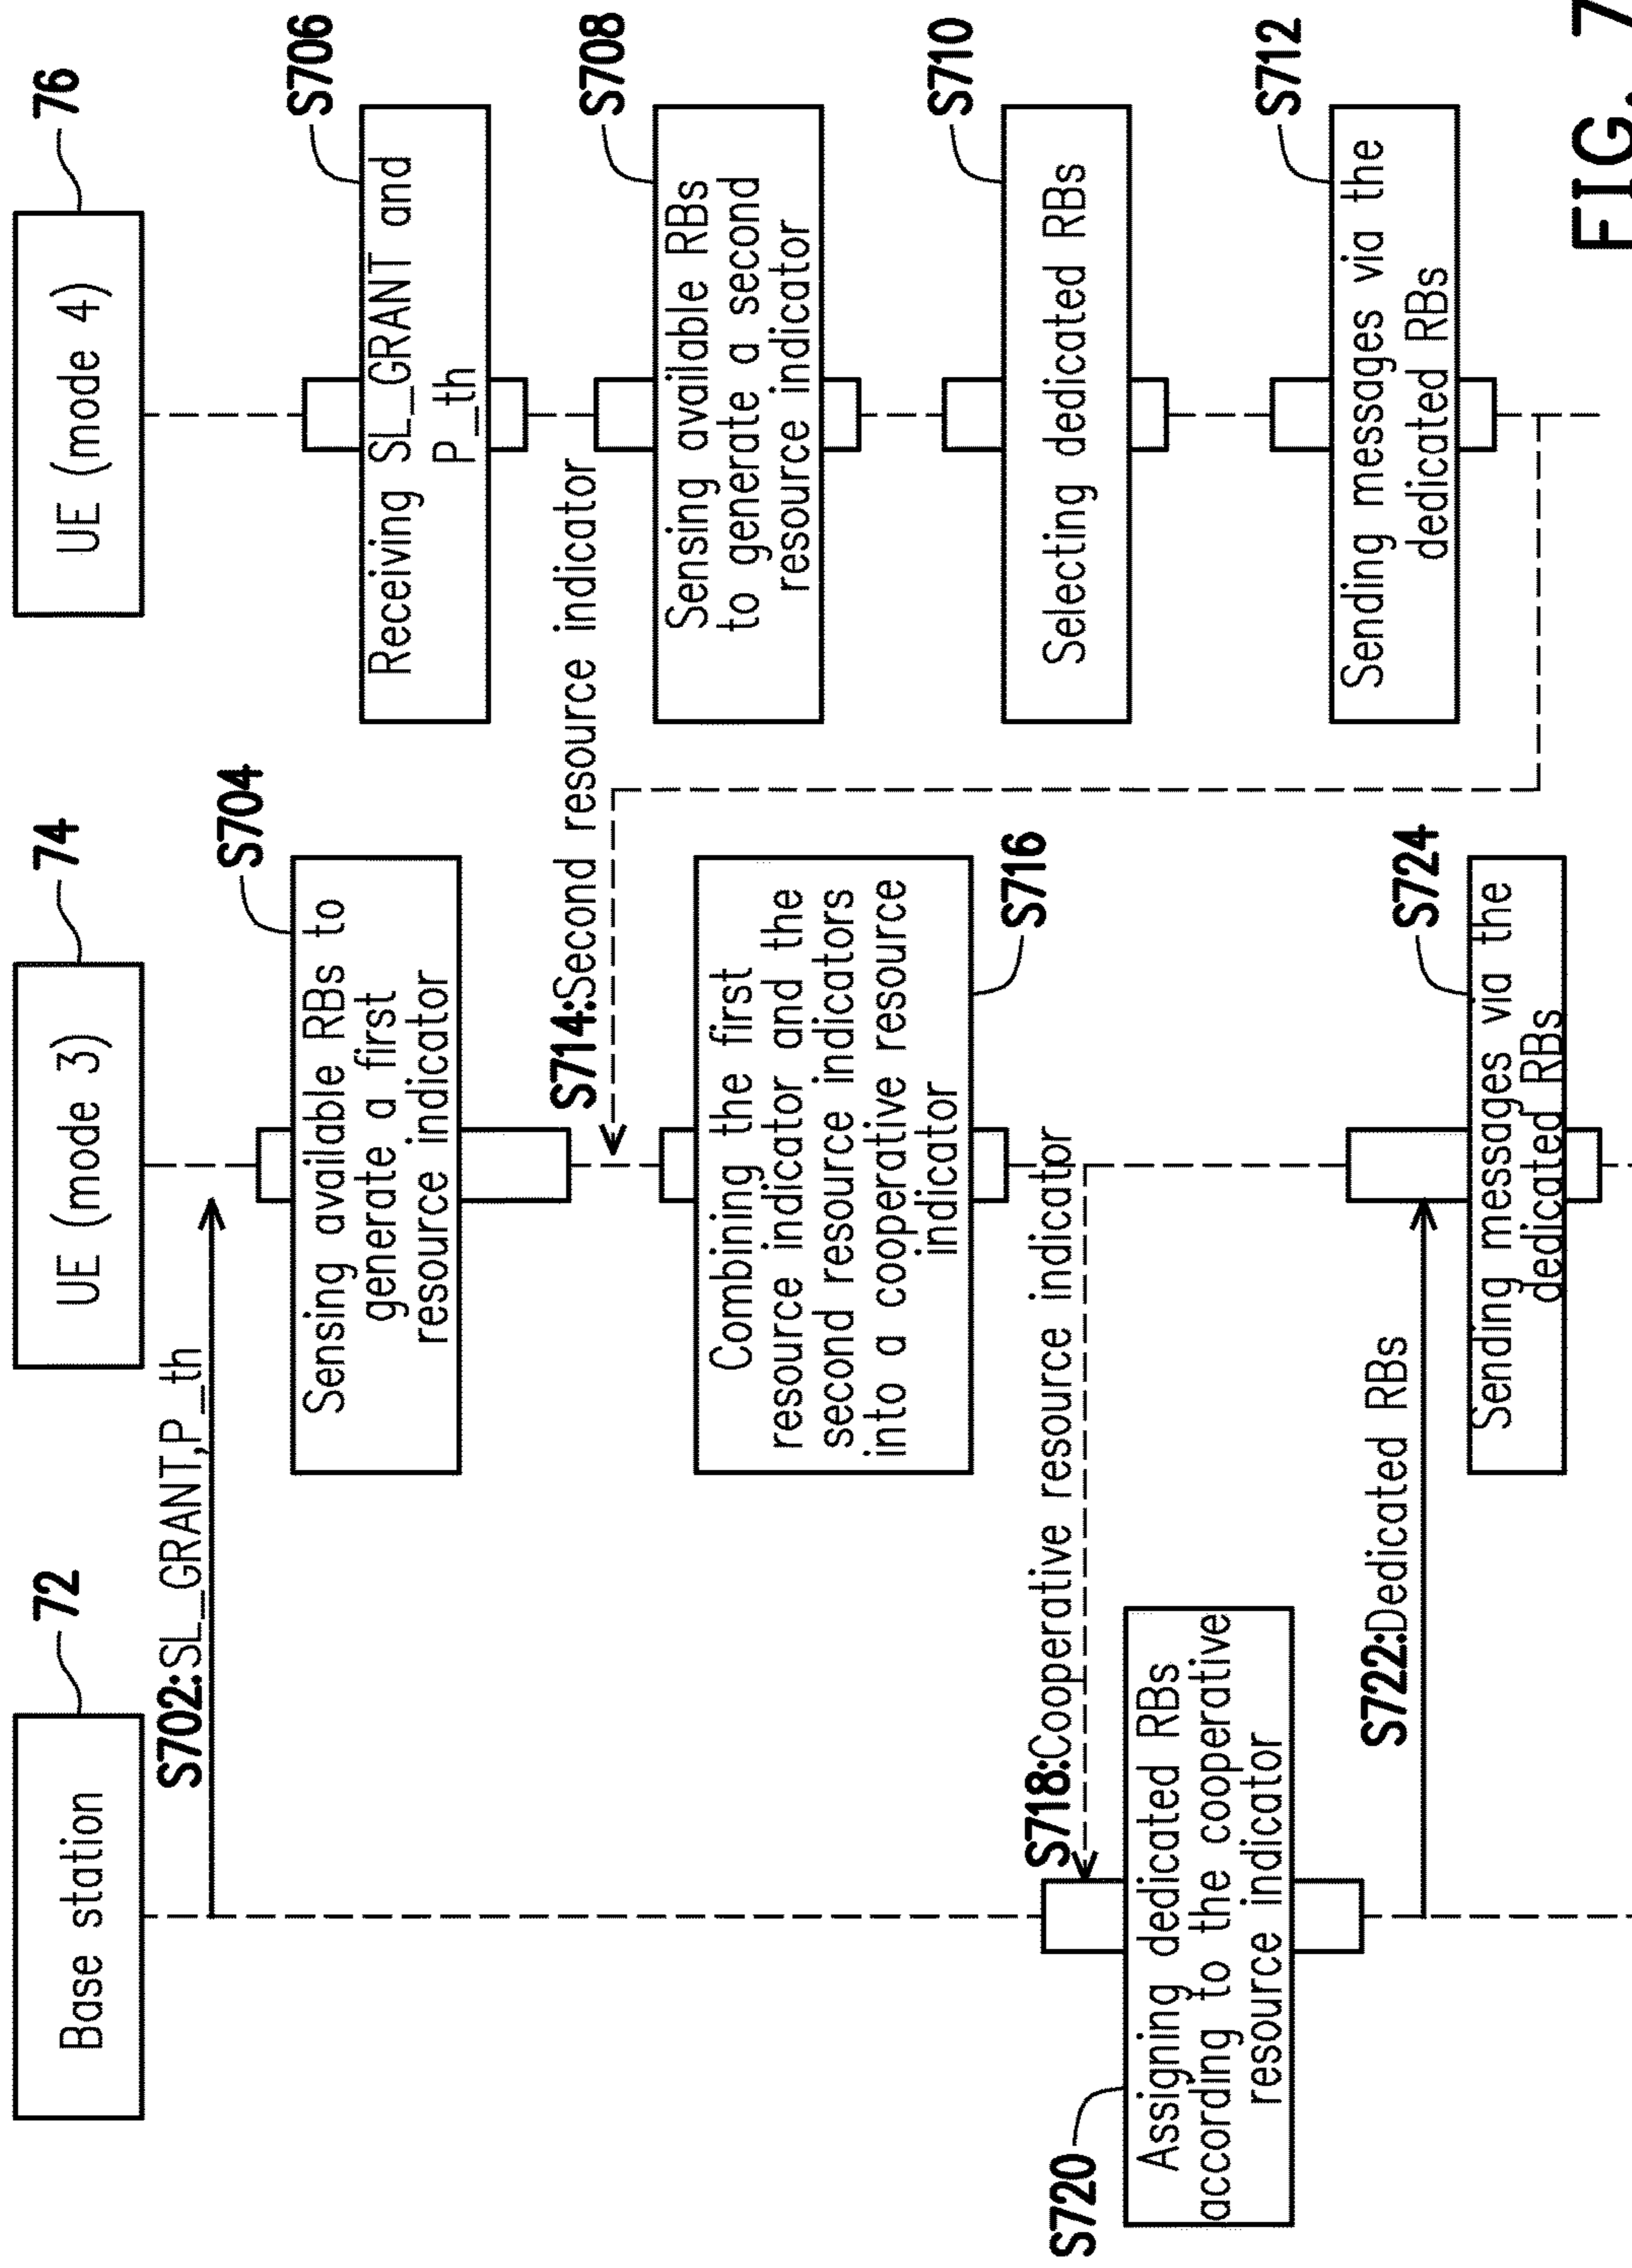 Base station
72
UE (mode 3)
74
UE (mode 4)
76
S702:SL_GRANT,P_th
S704
Sensing available RBs to
generate a first
resource indicator
S706
Receiving SL_GRANT and
P_th
S714:Second resource indicator
S708
Sensing available RBs
to generate a second
resource indicator
Combining the first
resource indicator and the
second resource indicators
into a cooperative resource
indicator
S716
S710
Selecting dedicated RBs
S718:Cooperative resource indicator
S720
Assigning dedicated RBs
according to the cooperative
resource indicator
S712
Sending messages via the
dedicated RBs
S722:Dedicated RBs
S724
Sending messages via the
dedicated RBs
FIG. 7